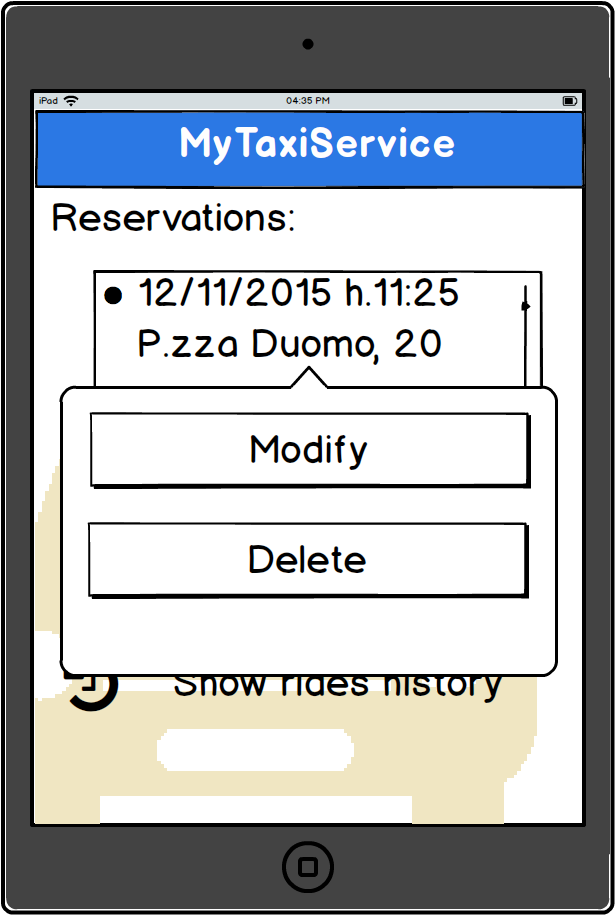 iPad
04:35 PM
MyTaxiService
Reservations:
12/11/2015 h.11:25
P.zza Duomo, 20
Modify
Delete
Show rides history